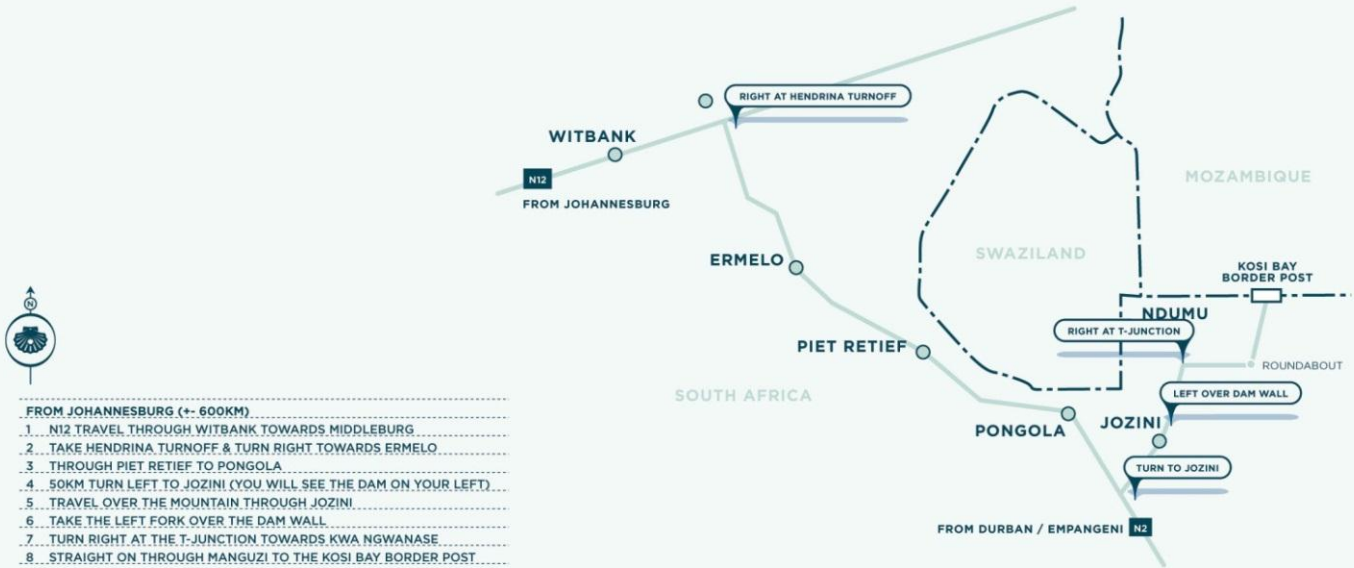 RIGHT AT HENDRINA TURNOFF
WITBANK
N12
FROM JOHANNESBURG
MOZAMBIQUE
SWAZILAND
ERMELO
KOSI BAY
BORDER POST
NDUMU
RIGHT AT T-JUNCTION
PIET RETIEF
ROUNDABOUT
SOUTH AFRICA
LEFT OVER DAM WALL
JOZINI
PONGOLA
TURN TO JOZINI
FROM DURBAN / EMPANGENI N2
N
FROM JOHANNESBURG (+- 600KM)
1 N12 TRAVEL THROUGH WITBANK TOWARDS MIDDLEBURG
2 TAKE HENDRINA TURNOFF & TURN RIGHT TOWARDS ERMELO
3 THROUGH PIET RETIEF TO PONGOLA
4 50KM TURN LEFT TO JOZINI (YOU WILL SEE THE DAM ON YOUR LEFT)
5 TRAVEL OVER THE MOUNTAIN THROUGH JOZINI
6 TAKE THE LEFT FORK OVER THE DAM WALL
7 TURN RIGHT AT THE T-JUNCTION TOWARDS KWA NGWANASE
8 STRAIGHT ON THROUGH MANGUZI TO THE KOSI BAY BORDER POST